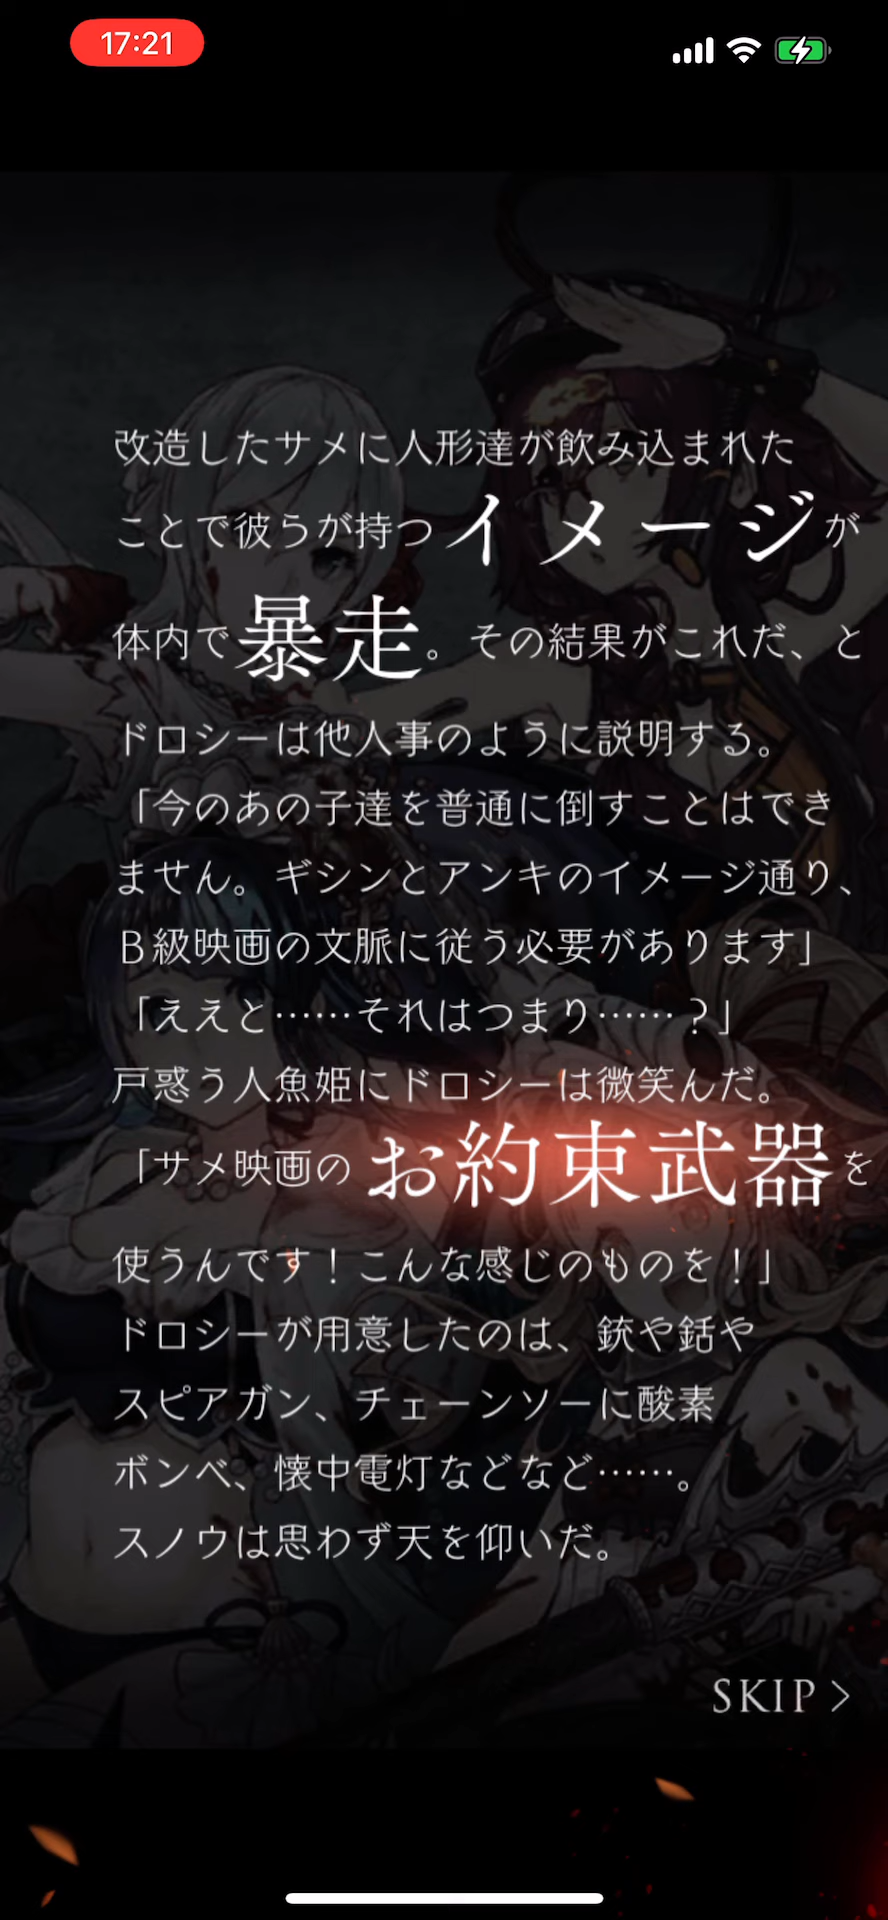 17:21
改造したサメに人形達が飲み込まれた
ことで彼らが持つイメージが
体内で暴走。その結果がこれだ、と
ドロシーは他人事のように説明する。
「今のあの子達を普通に倒すことはでき
ません。ギシンとアンキのイメージ通り、
Ｂ級映画の文脈に従う必要があります」
「ええと……それはつまり……？」
戸惑う人魚姫にドロシーは微笑んだ。
「サメ映画のお約束武器を
使うんです！こんな感じのものを！」
ドロシーが用意したのは、銃や銛や
スピアガン、チェーンソーに酸素
ボンベ、懐中電灯などなど……。
スノウは思わず天を仰いだ。
SKIP >